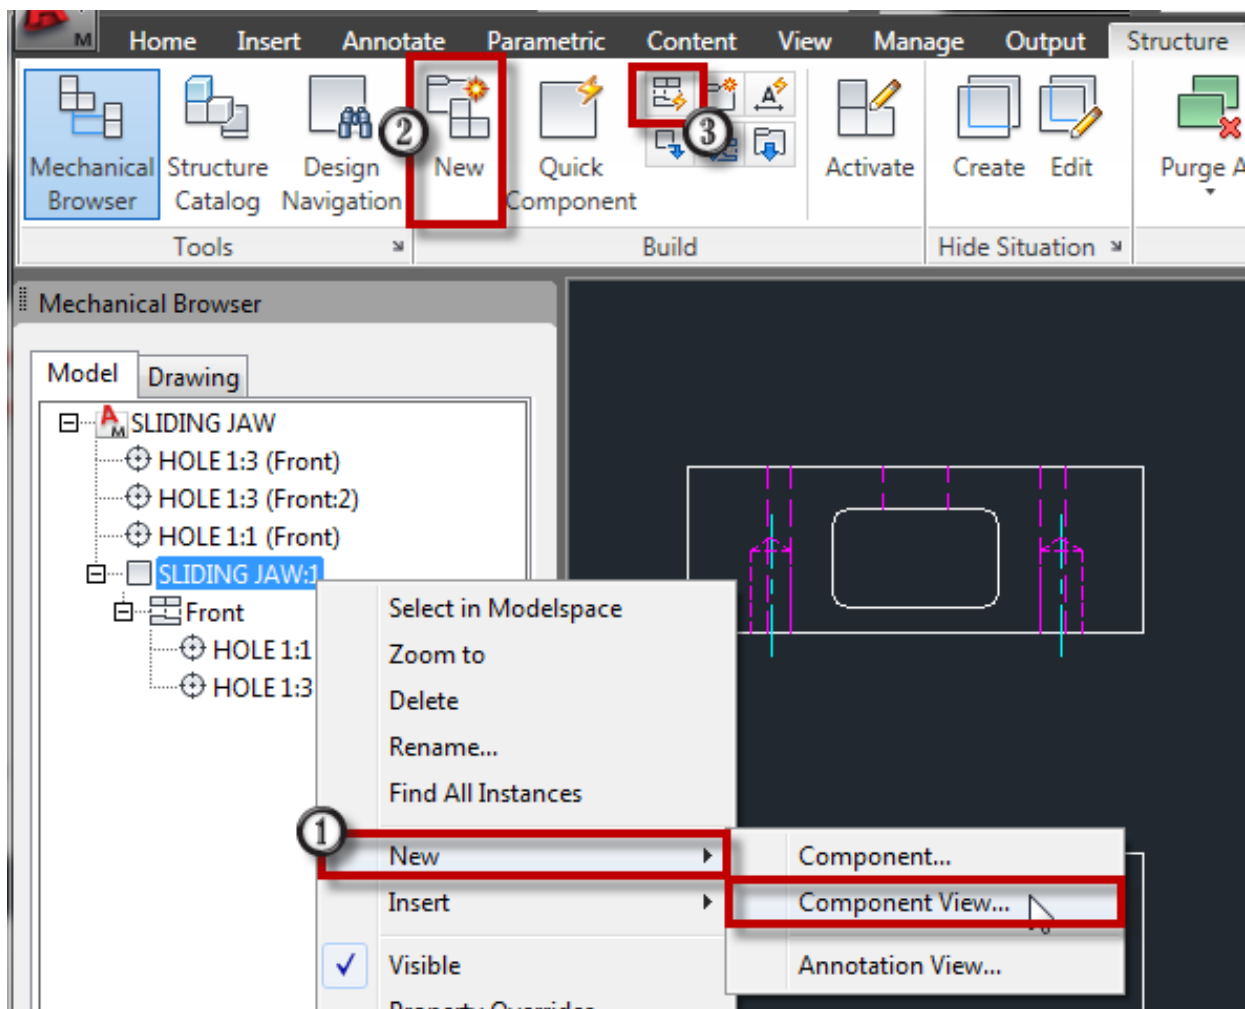 M
Home Insert Annotate Parametric Content View Manage Output Structure
2 3
Mechanical Browser
Structure Catalog
Design Navigation
New
Quick Component
Activate
Create
Edit
Purge A
Tools
Build
Hide Situation
Mechanical Browser
Model
Drawing
SLIDING JAW
HOLE 1:3 (Front)
HOLE 1:3 (Front:2)
HOLE 1:1 (Front)
SLIDING JAW:1
Front
HOLE 1:1
HOLE 1:3
Select in Modelspace
Zoom to
Delete
Rename...
Find All Instances
1
New
Insert
Visible
Property Overrides
Component...
Component View...
Annotation View...